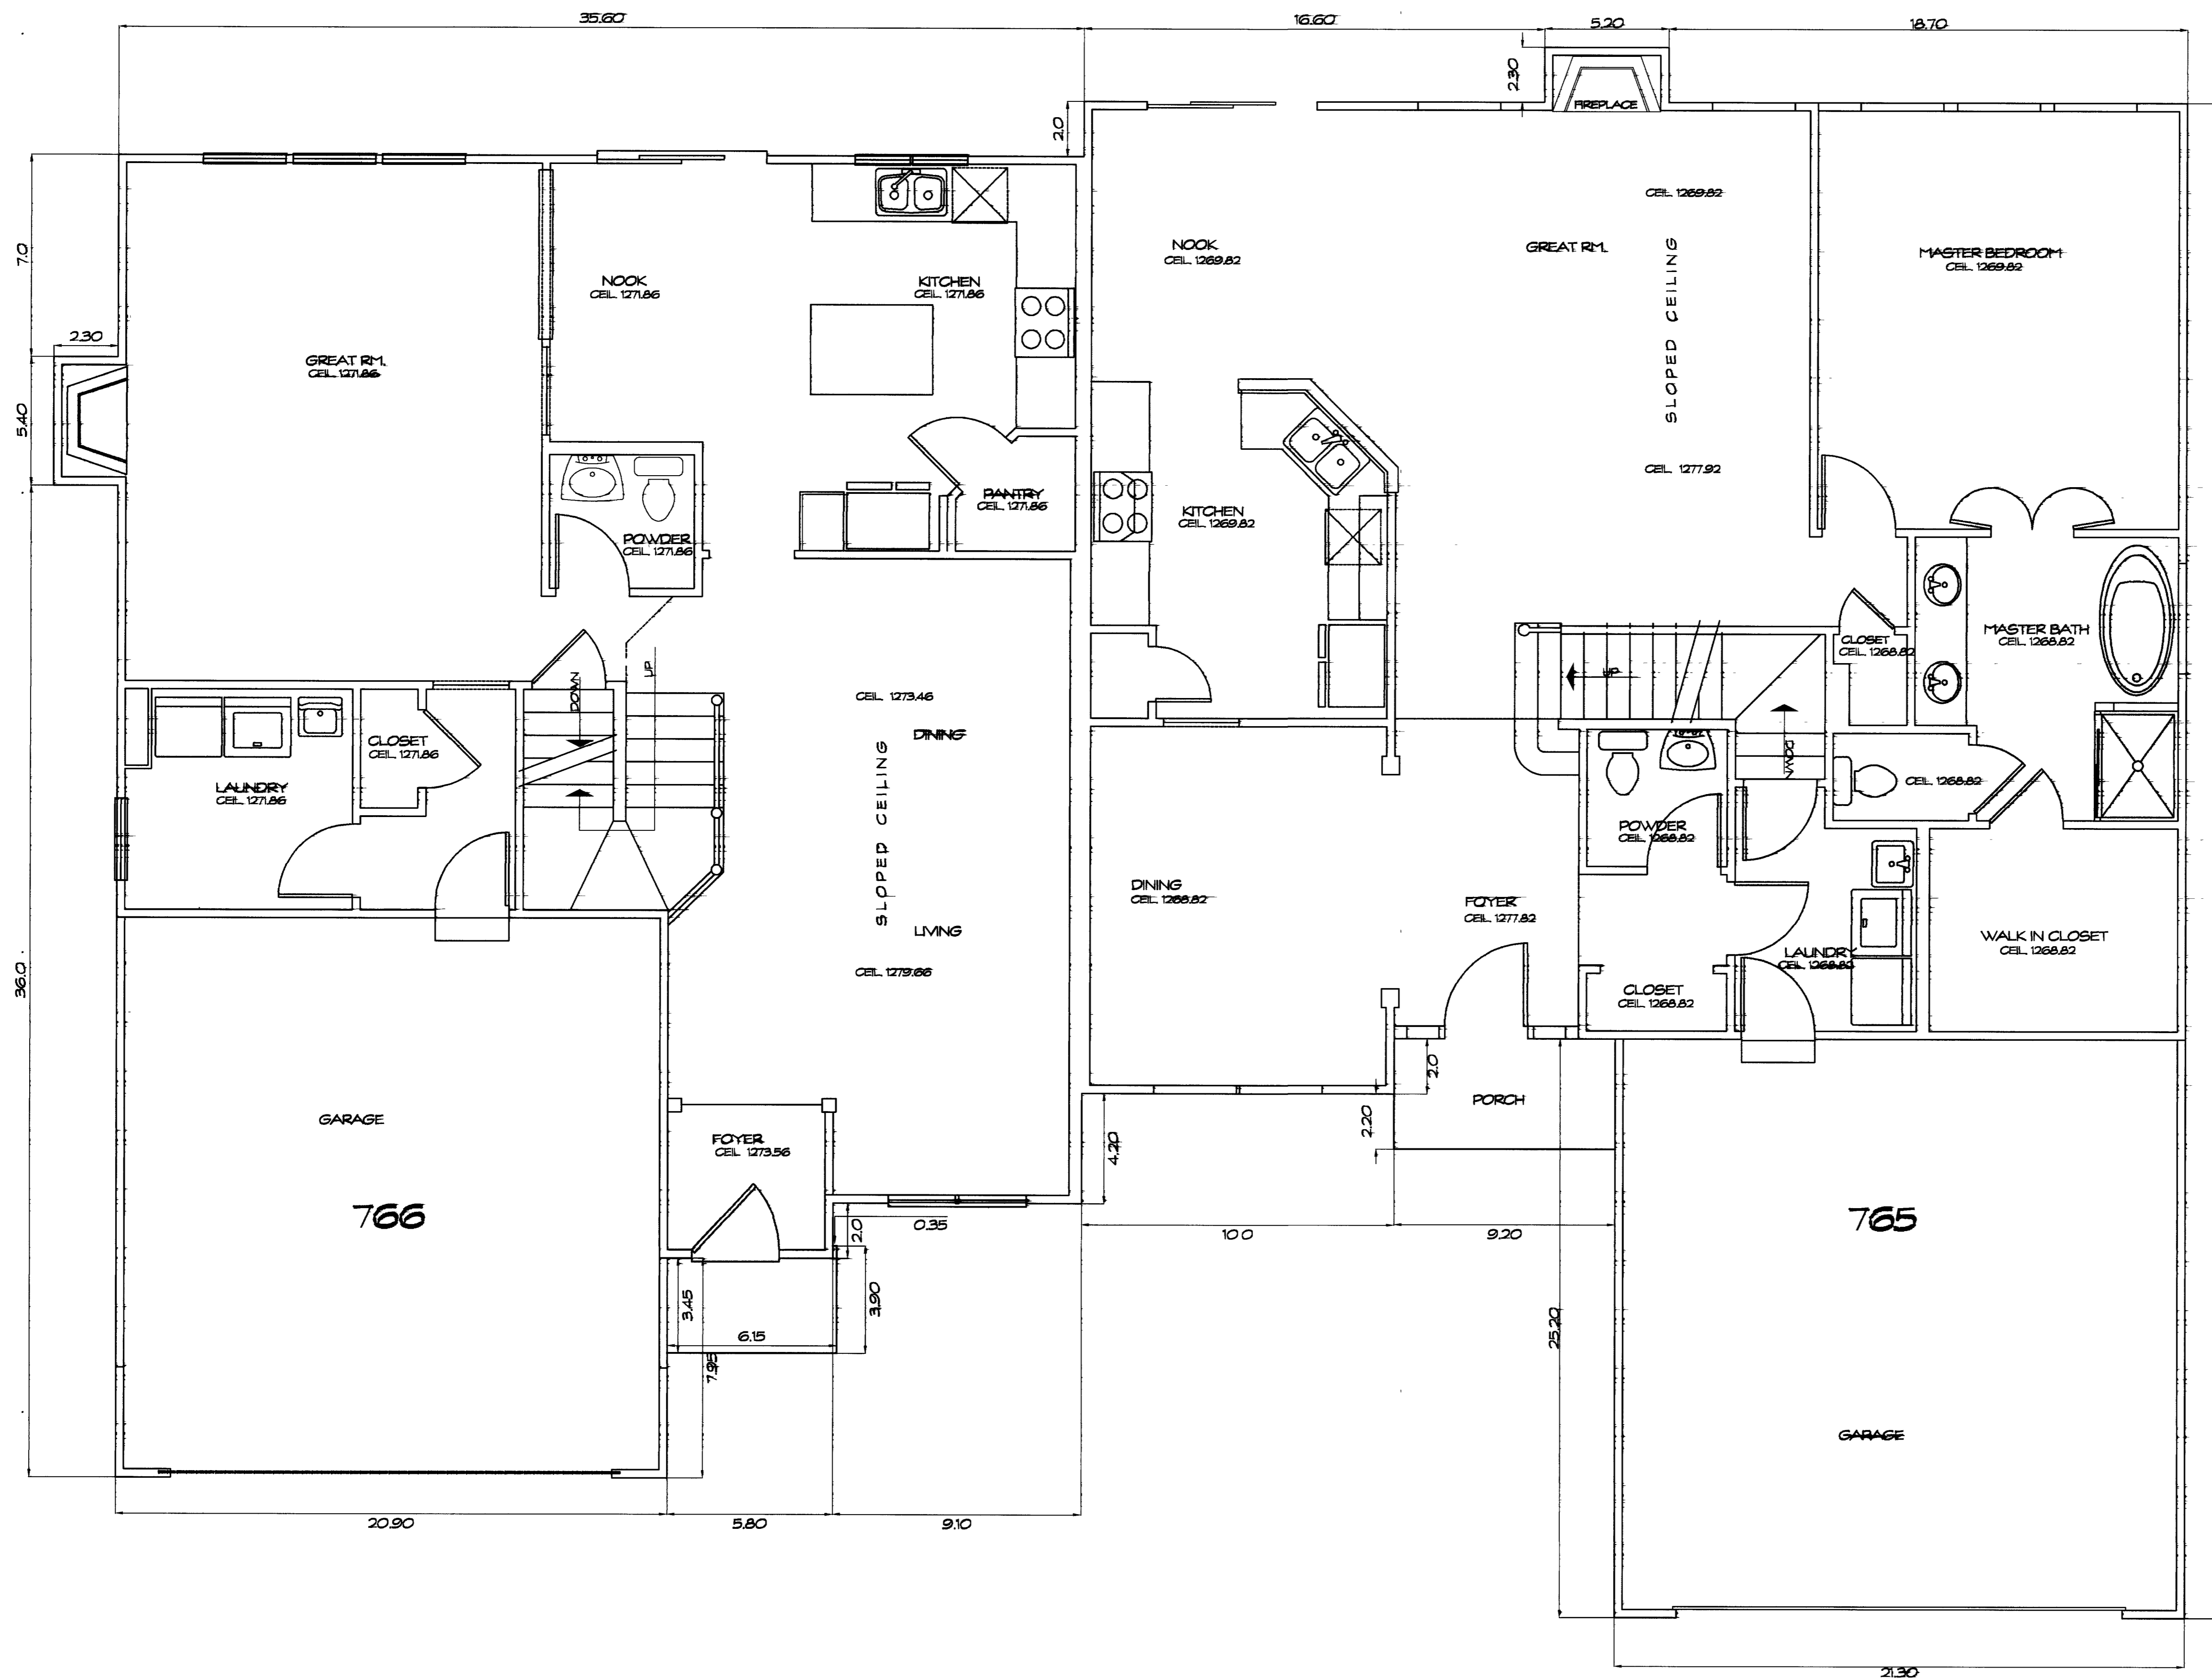 35.60
16.60
5.20
18.70
2.30
FIREPLACE
2.0
CEIL. 1269.82
NOOK
CEIL. 1269.82
GREAT RM.
SLOPED CEILING
MASTER BEDROOM
CEIL. 1269.82
7.0
NOOK
CEIL. 1271.86
KITCHEN
CEIL. 1271.86
2.30
GREAT RM.
CEIL. 1271.86
5.40
CEIL. 1277.92
PANTRY
CEIL. 1271.86
KITCHEN
CEIL. 1269.82
POWDER
CEIL. 1271.86
MASTER BATH
CEIL. 1268.82
CLOSET
CEIL. 1268.82
UP
UP
DOWN
CEIL. 1273.46
DINING
CLOSET
CEIL. 1271.86
DOWN
LAUNDRY
CEIL. 1271.86
CEIL. 1268.82
SLOPED CEILING
POWDER
CEIL. 1268.82
DINING
CEIL. 1268.82
FOYER
CEIL. 1277.82
LIVING
WALK IN CLOSET
CEIL. 1268.82
LAUNDRY
CEIL. 1268.82
CEIL. 1279.66
36.0
CLOSET
CEIL. 1268.82
2.0
PORCH
2.20
GARAGE
FOYER
CEIL. 1273.56
4.20
766
765
2.0
0.35
10 0
9.20
3.45
3.90
6.15
7.95
25.20
GARAGE
20.90
5.80
9.10
21.30